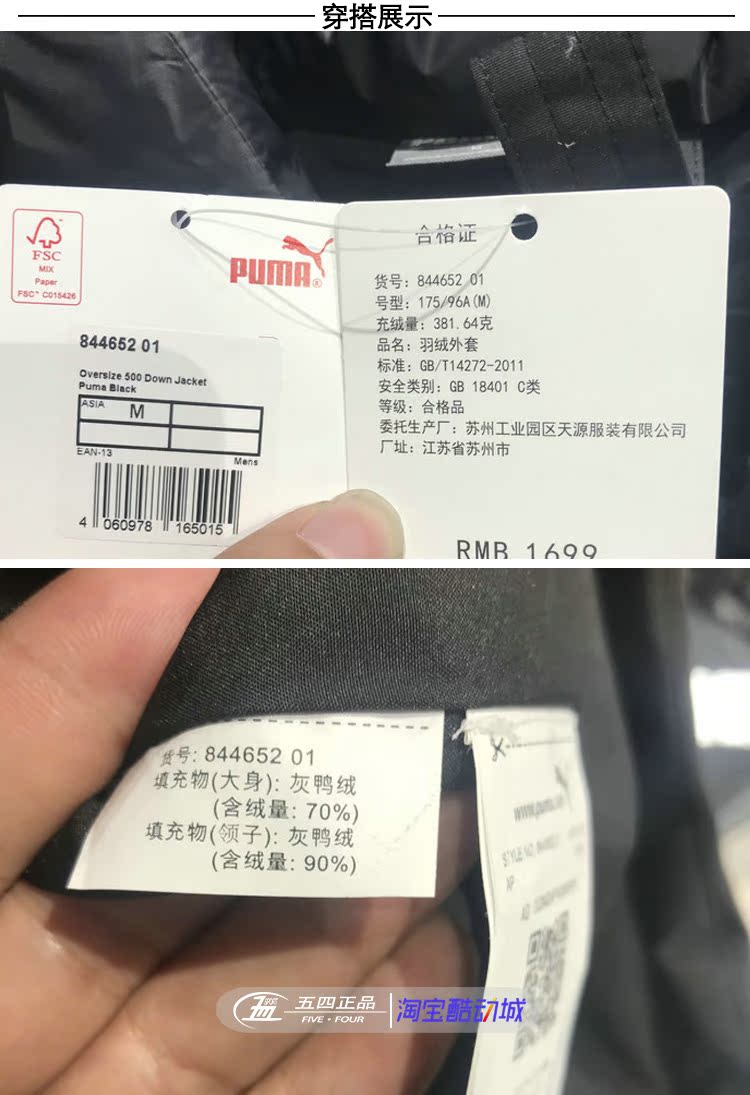 穿搭展示
FSC
MIX
Paper
FSC™ C015426
PUMA®
844652 01
Oversize 500 Down Jacket
Puma Black
ASIA M
EAN-13
Mens
4 060978 165015
合格证
货号: 844652 01
号型: 175/96A(M)
充绒量: 381.64克
品名: 羽绒外套
标准: GB/T14272-2011
安全类别: GB 18401 C类
等级: 合格品
委托生产厂: 苏州工业园区天源服装有限公司
厂址: 江苏省苏州市
RMB 1699
货号: 844652 01
填充物(大身): 灰鸭绒
(含绒量: 70%)
填充物(领子): 灰鸭绒
(含绒量: 90%)
www.puma.com
五四正品
FIVE·FOUR
淘宝酷动城